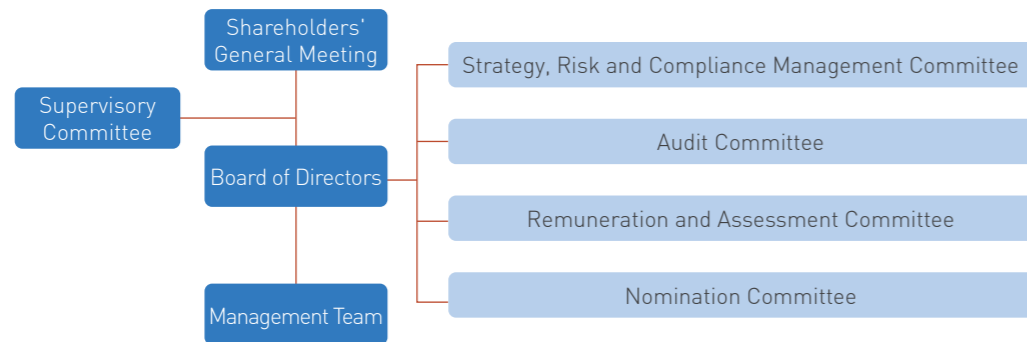 Shareholders'
General Meeting
Strategy, Risk and Compliance Management Committee
Supervisory
Committee
Audit Committee
Board of Directors
Remuneration and Assessment Committee
Nomination Committee
Management Team